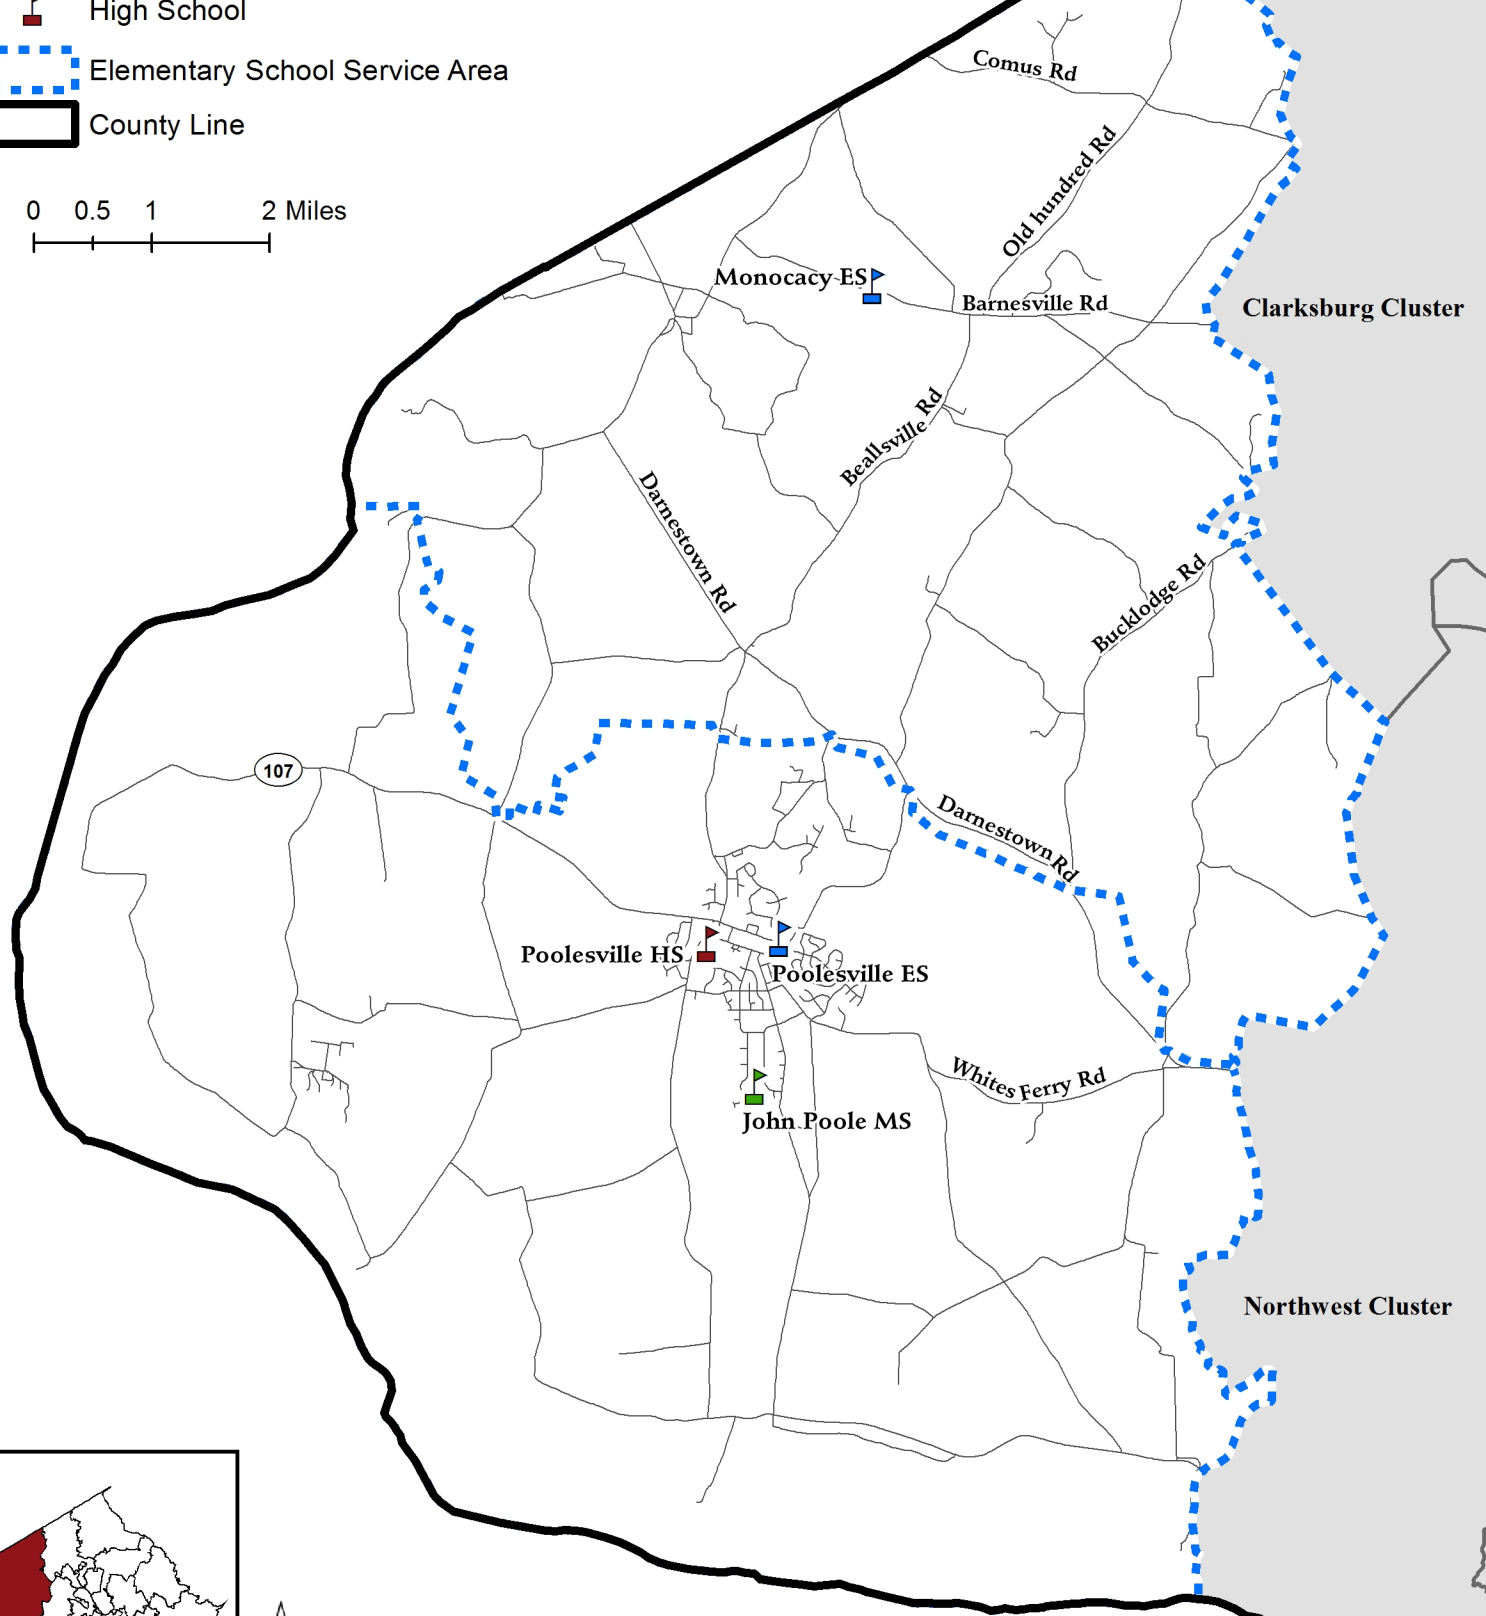 High School
Elementary School Service Area
County Line
0 0.5 1 2 Miles
Comus Rd
Old hundred Rd
Monocacy ES
Barnesville Rd
Clarksburg Cluster
Beallsville Rd
Darnestown Rd
Bucklodge Rd
107
Darnestown Rd
Poolesville HS
Poolesville ES
Whites Ferry Rd
John Poole MS
Northwest Cluster